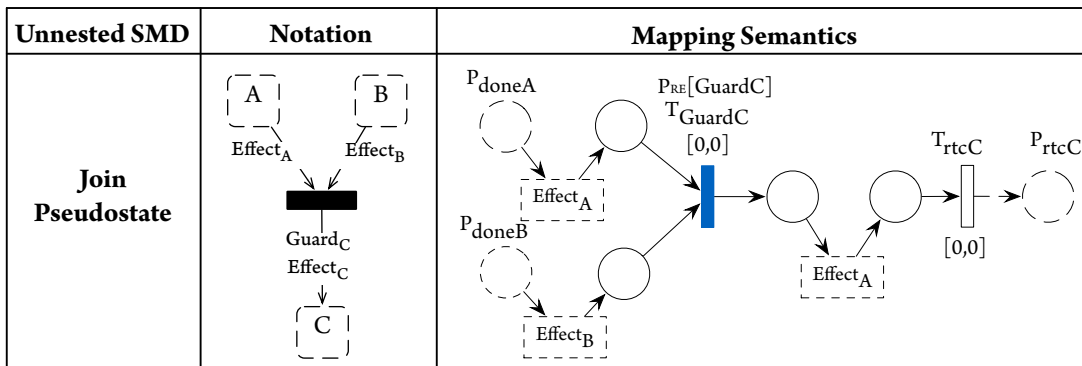 Unnested SMD
Notation
Mapping Semantics
Join
Pseudostate
A
B
EffectA
EffectB
GuardC
EffectC
C
PdoneA
EffectA
PdoneB
EffectB
PRE[GuardC]
TGuardC
[0,0]
EffectA
TrtcC
[0,0]
PrtcC